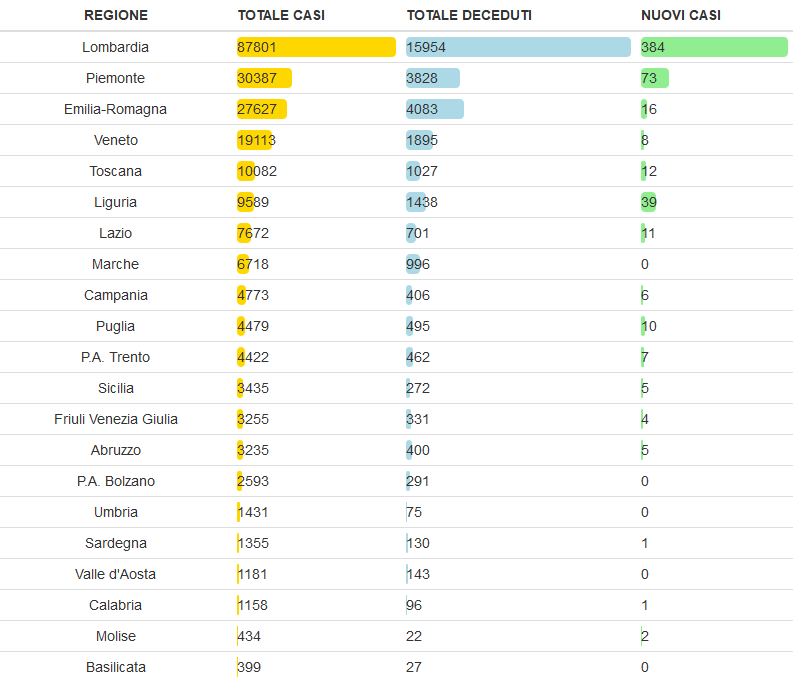 REGIONE TOTALE CASI TOTALE DECEDUTI NUOVI CASI
Lombardia 87801 15954 384
Piemonte 30387 3828 73
Emilia-Romagna 27627 4083 16
Veneto 19113 1895 8
Toscana 10082 1027 12
Liguria 9589 1438 39
Lazio 7672 701 11
Marche 6718 996 0
Campania 4773 406 6
Puglia 4479 495 10
P.A. Trento 4422 462 7
Sicilia 3435 272 5
Friuli Venezia Giulia 3255 331 4
Abruzzo 3235 400 5
P.A. Bolzano 2593 291 0
Umbria 1431 75 0
Sardegna 1355 130 1
Valle d'Aosta 1181 143 0
Calabria 1158 96 1
Molise 434 22 2
Basilicata 399 27 0